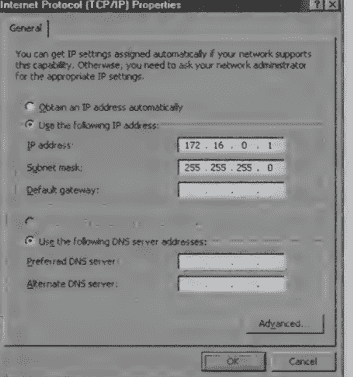 Internet Protocol (TCP/IP) Properties
General
You can get IP settings assigned automatically if your network supports
this capability. Otherwise, you need to ask your network administrator
for the appropriate IP settings.
Obtain an IP address automatically
Use the following IP address:
IP address: 172 . 16 . 0 . 1
Subnet mask: 255 . 255 . 255 . 0
Default gateway: . . .
Use the following DNS server addresses:
Preferred DNS server: . . .
Alternate DNS server: . . .
Advanced...
OK Cancel